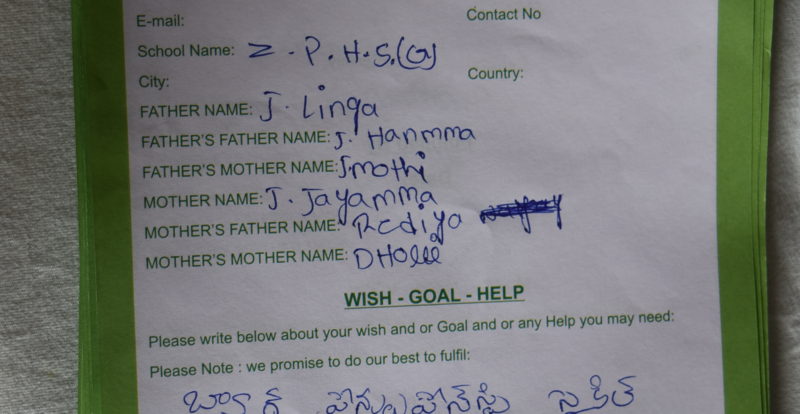 E-mail: Contact No
School Name: Z.P.H.S.(G)
City: Country:
FATHER NAME: J. Linga
FATHER'S FATHER NAME: J. Hanmma
FATHER'S MOTHER NAME: J.mothi
MOTHER NAME: J. Jayamma
MOTHER'S FATHER NAME: Rediya
MOTHER'S MOTHER NAME:
WISH - GOAL - HELP
Please write below about your wish and or Goal and or any Help you may need:
Please Note : we promise to do our best to fulfil:
సైకిల్